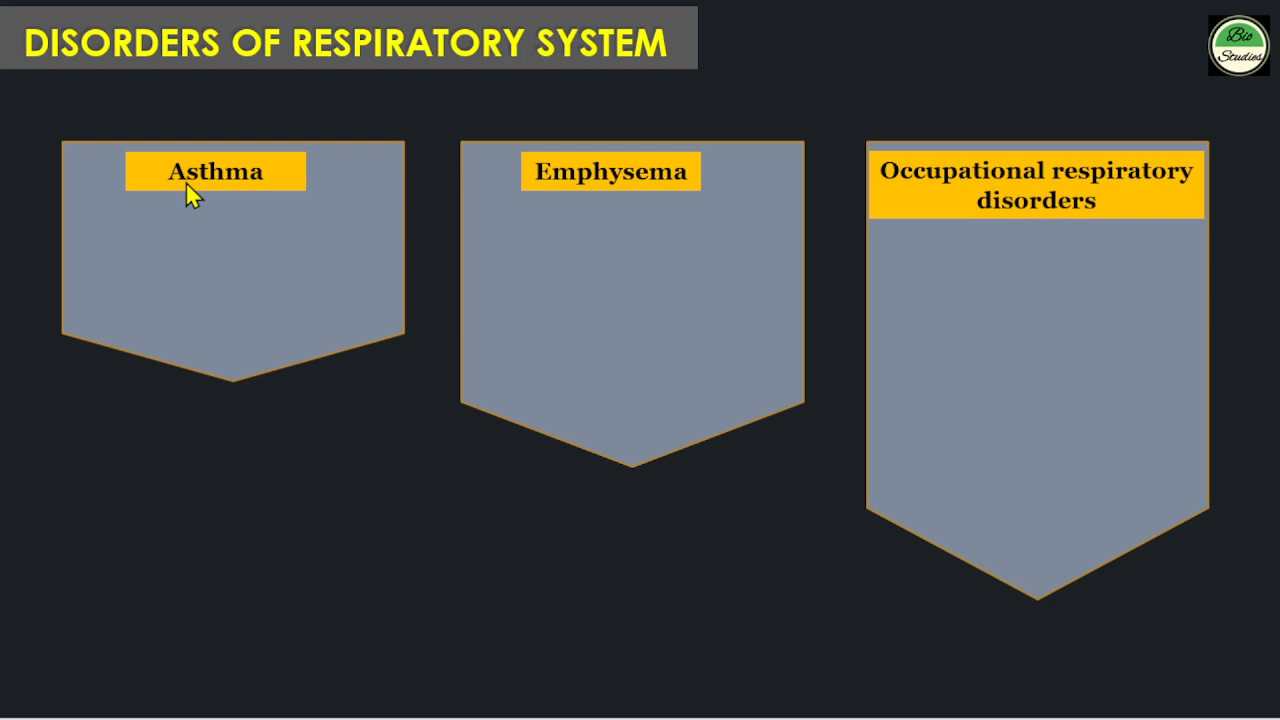 DISORDERS OF RESPIRATORY SYSTEM
Bio
Studies
Asthma
Emphysema
Occupational respiratory
disorders